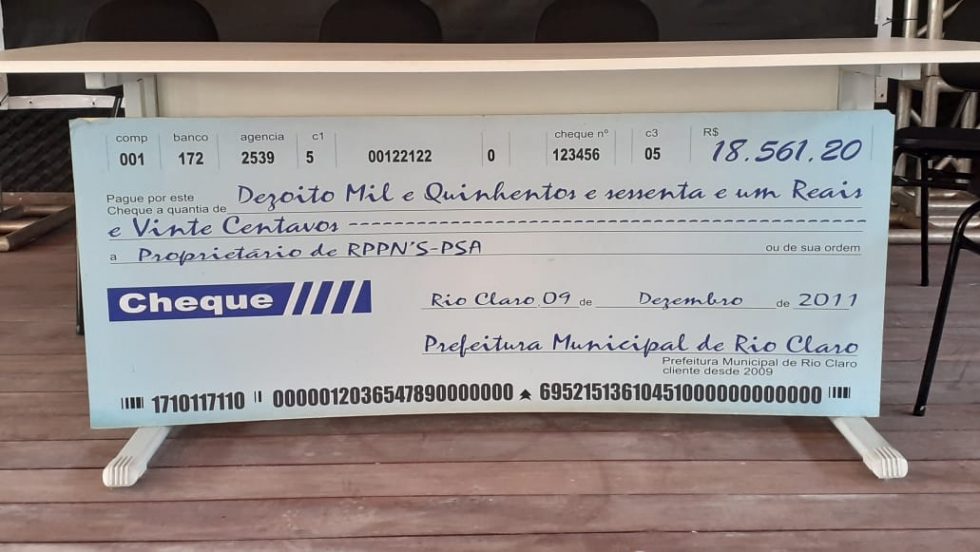 comp banco agencia c1 cheque nº c3 R$
001 172 2539 5 00122122 0 123456 05 18.561,20
Pague por este
Cheque a quantia de Dezoito Mil e Quinhentos e sessenta e um Reais
e Vinte Centavos ------------------------------------------------
a Proprietário de RPPN'S-PSA ou de sua ordem
Cheque
Rio Claro, 09 de Dezembro de 2011
Prefeitura Municipal de Rio Claro
Prefeitura Municipal de Rio Claro
cliente desde 2009
1710117110 00000120365478900000000 69521513610451000000000000000